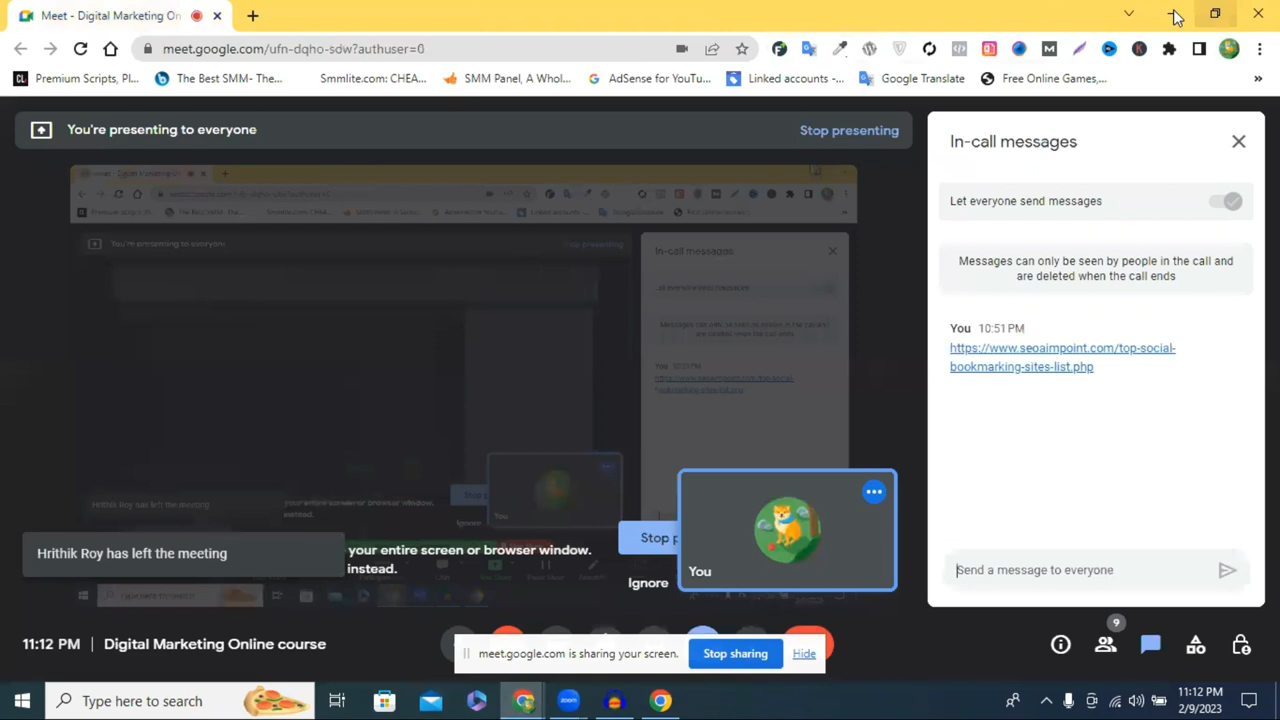 Meet - Digital Marketing On
meet.google.com/ufn-dqho-sdw?authuser=0
Premium Scripts, Pl...
The Best SMM- The...
Smmlite.com: CHEA...
SMM Panel, A Whol...
AdSense for YouTu...
Linked accounts -...
Google Translate
Free Online Games,...
You're presenting to everyone
Stop presenting
In-call messages
Let everyone send messages
Messages can only be seen by people in the call and
are deleted when the call ends
You 10:51 PM
https://www.seoaimpoint.com/top-social-
bookmarking-sites-list.php
Hrithik Roy has left the meeting
your entire screen or browser window.
instead.
Stop p
Ignore
You
Send a message to everyone
11:12 PM | Digital Marketing Online course
9
meet.google.com is sharing your screen.
Stop sharing
Hide
Type here to search
zoom
11:12 PM
2/9/2023